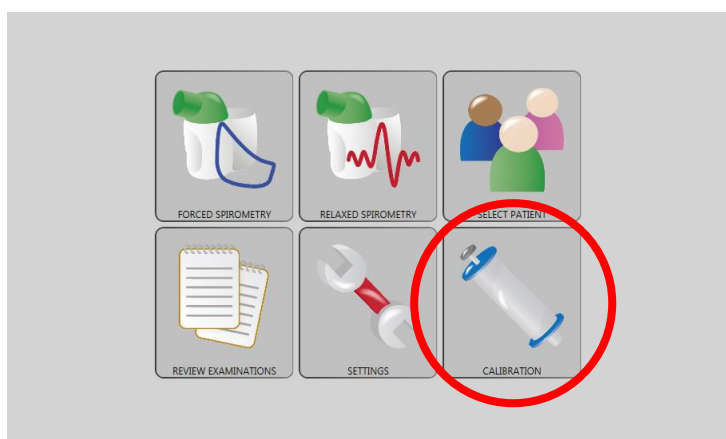 FORCED SPIROMETRY
RELAXED SPIROMETRY
SELECT PATIENT
REVIEW EXAMINATIONS
SETTINGS
CALIBRATION